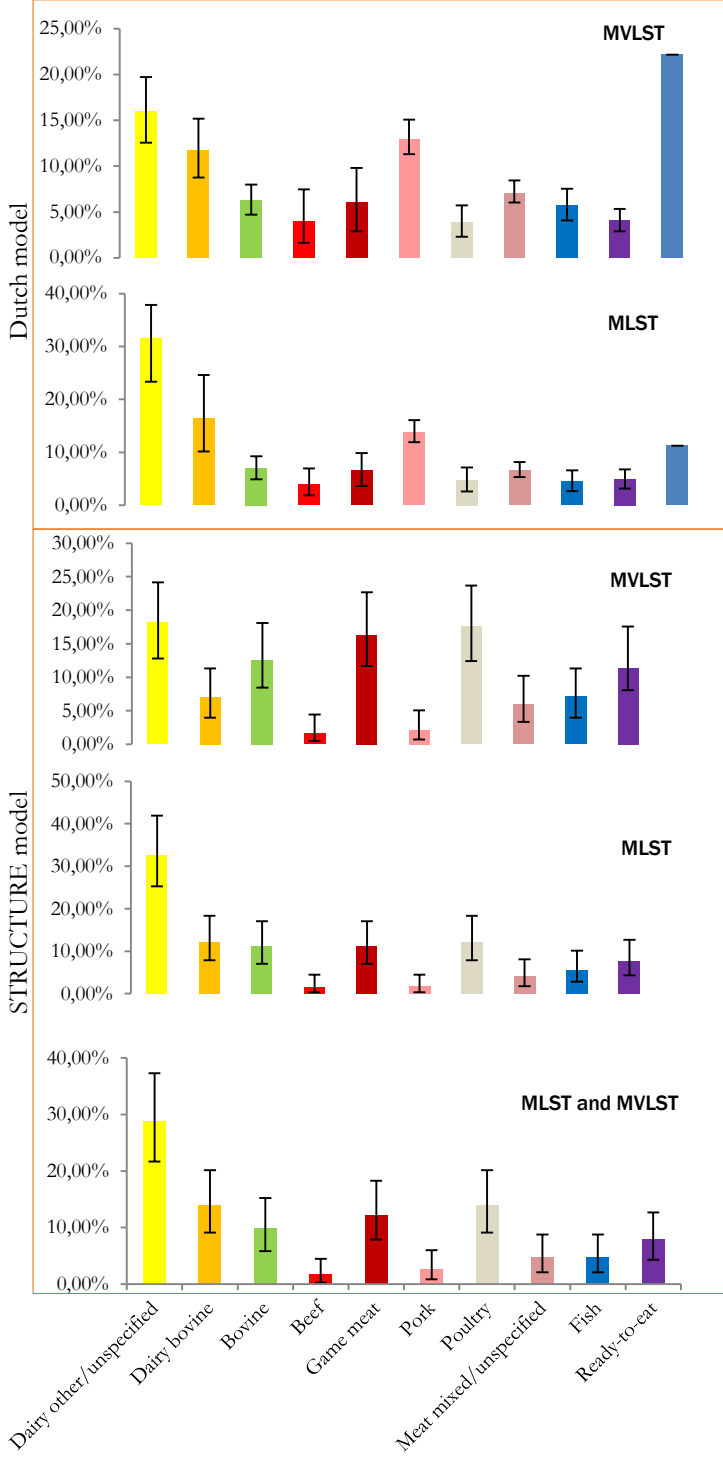 Dutch model
MVLST
25,00%
20,00%
15,00%
10,00%
5,00%
0,00%
MLST
40,00%
30,00%
20,00%
10,00%
0,00%
STRUCTURE model
MVLST
30,00%
25,00%
20,00%
15,00%
10,00%
5,00%
0,00%
MLST
50,00%
40,00%
30,00%
20,00%
10,00%
0,00%
MLST and MVLST
40,00%
30,00%
20,00%
10,00%
0,00%
Dairy other/unspecified
Dairy bovine
Bovine
Beef
Game meat
Pork
Poultry
Meat mixed/unspecified
Fish
Ready-to-eat